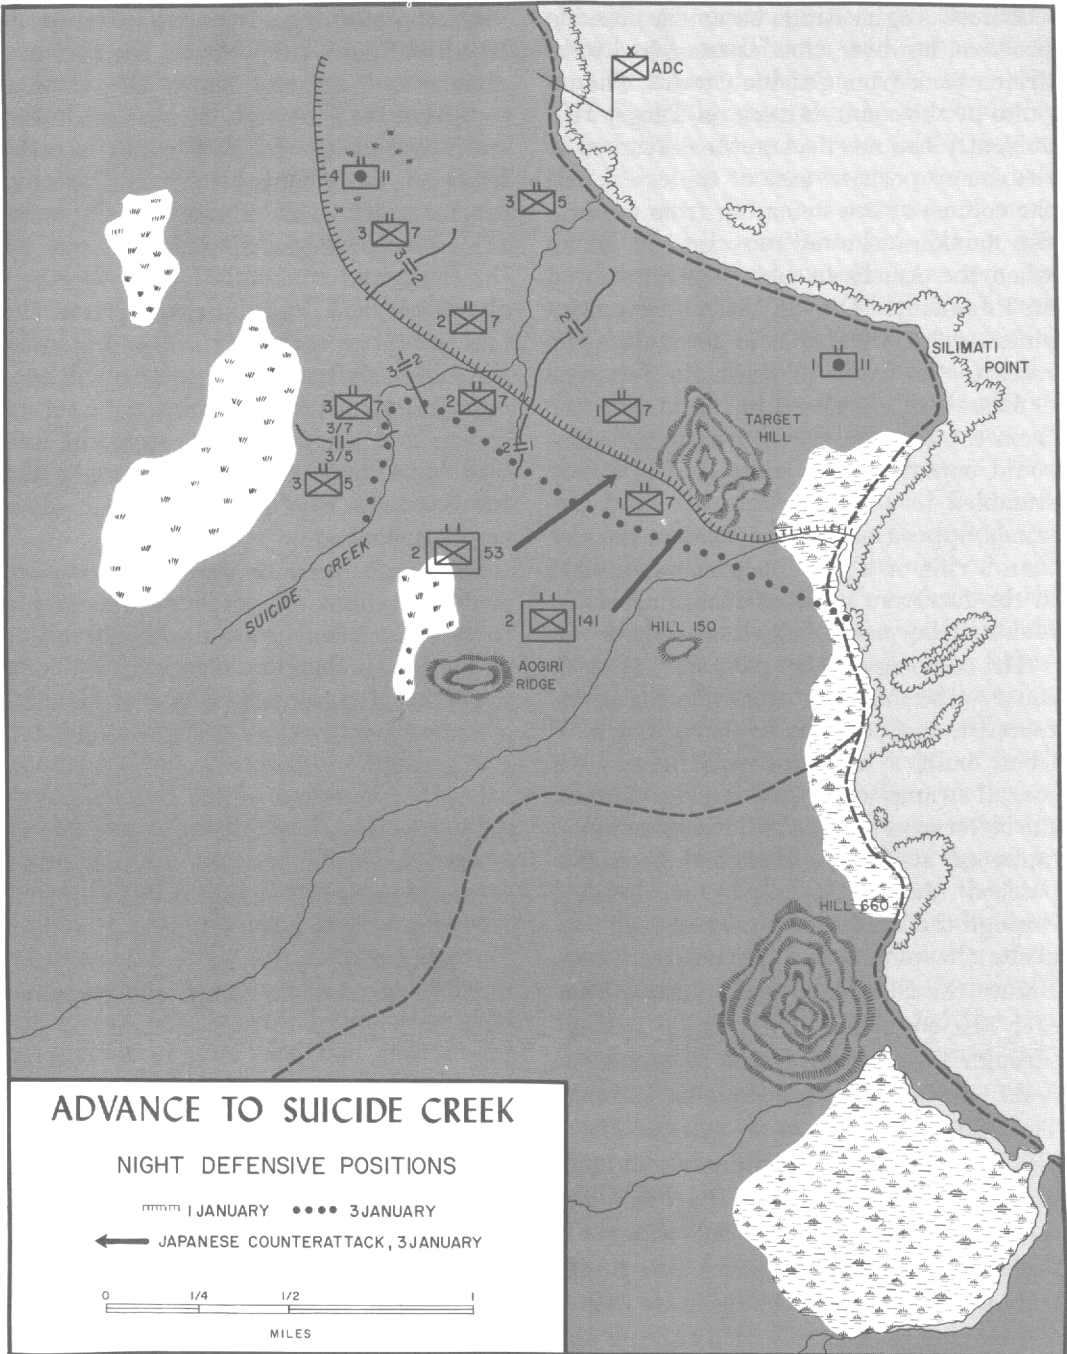 X
ADC
4 11
3 5
3 7
3 2
2 7
2 1
SILIMATI
POINT
1 11
3 1 2
3 7
2 7
1 7
TARGET
HILL
3/7
3/5
2 1
3 5
1 7
2 53
SUICIDE CREEK
2 141
HILL 150
AOGIRI
RIDGE
HILL 660
ADVANCE TO SUICIDE CREEK
NIGHT DEFENSIVE POSITIONS
1 JANUARY 3 JANUARY
JAPANESE COUNTERATTACK, 3 JANUARY
0 1/4 1/2 1
MILES